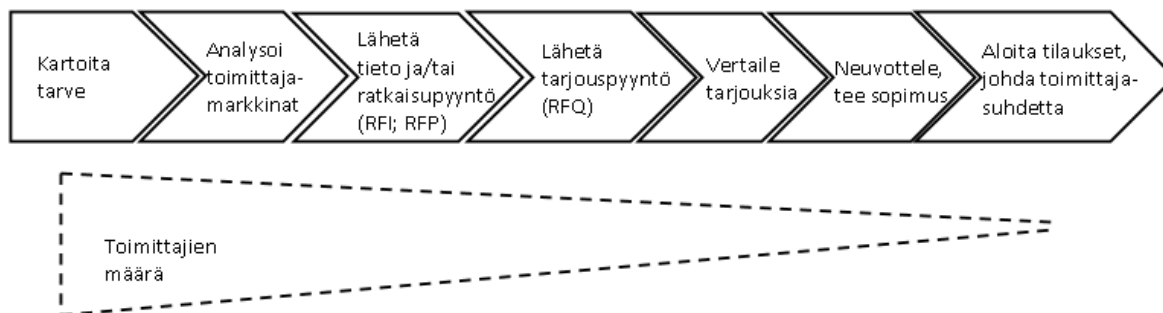 Kartoita
tarve
Analysoi
toimittaja-
markkinat
Lähetä
tieto ja/tai
ratkaisupyyntö
(RFI; RFP)
Lähetä
tarjouspyyntö
(RFQ)
Vertaile
tarjouksia
Neuvottele,
tee sopimus
Aloita tilaukset,
johda toimittaja-
suhdetta
Toimittajien
määrä